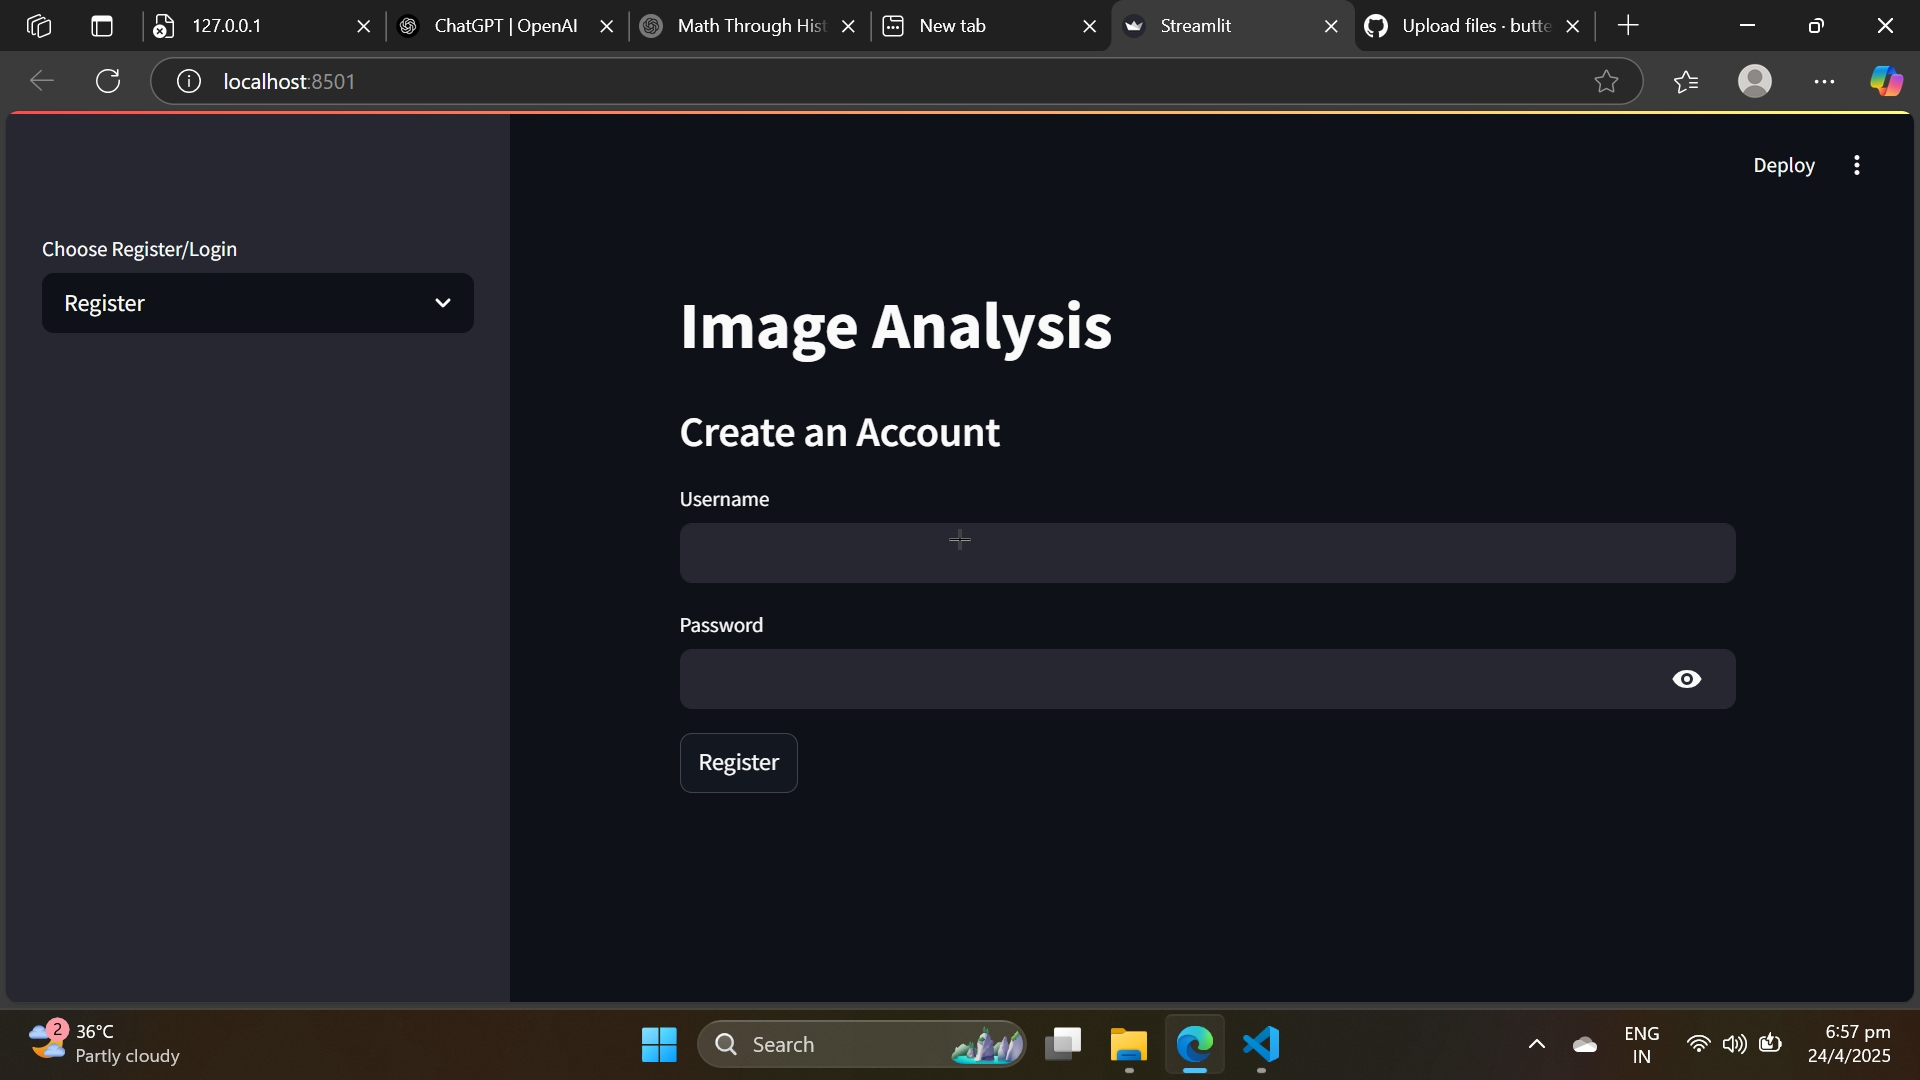 127.0.0.1
ChatGPT | OpenAI
Math Through Hist
New tab
Streamlit
Upload files · butte
localhost:8501
Deploy
Choose Register/Login
Register
Image Analysis
Create an Account
Username
Password
Register
2
36°C
Partly cloudy
Search
ENG
IN
6:57 pm
24/4/2025